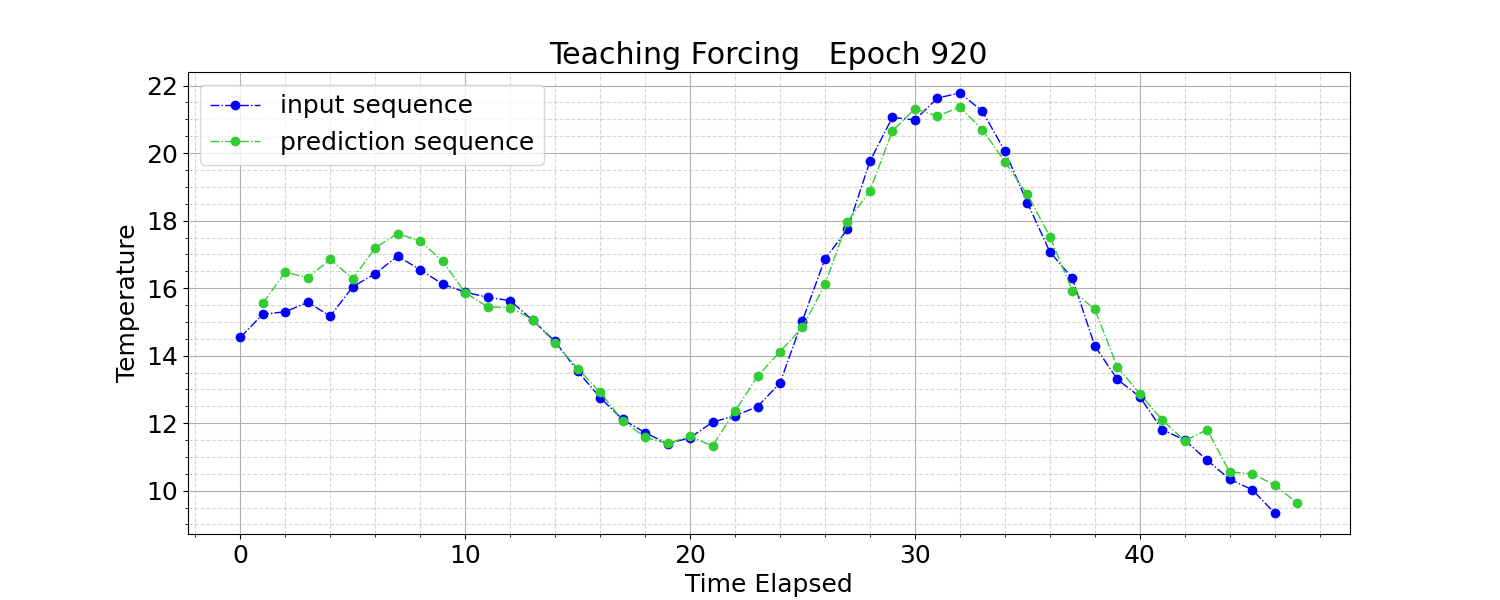 Teaching Forcing   Epoch 920
input sequence
prediction sequence
Temperature
22
20
18
16
14
12
10
0 10 20 30 40
Time Elapsed